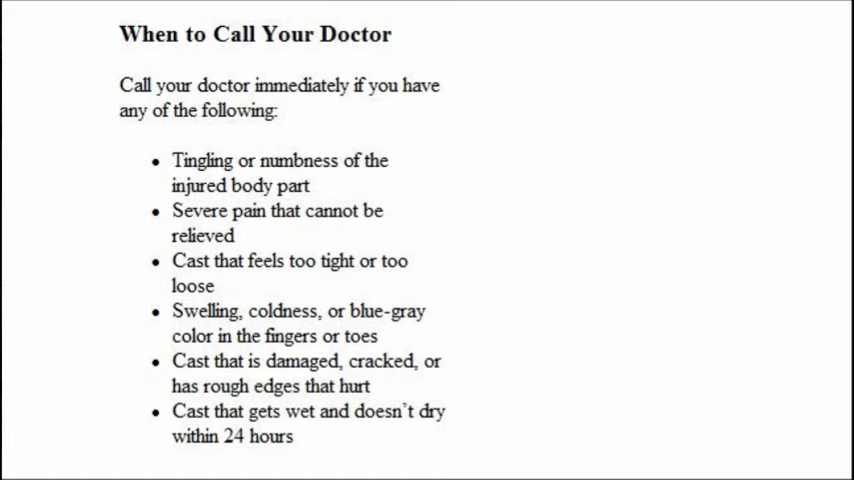 When to Call Your Doctor
Call your doctor immediately if you have
any of the following:
• Tingling or numbness of the
injured body part
• Severe pain that cannot be
relieved
• Cast that feels too tight or too
loose
• Swelling, coldness, or blue-gray
color in the fingers or toes
• Cast that is damaged, cracked, or
has rough edges that hurt
• Cast that gets wet and doesn’t dry
within 24 hours